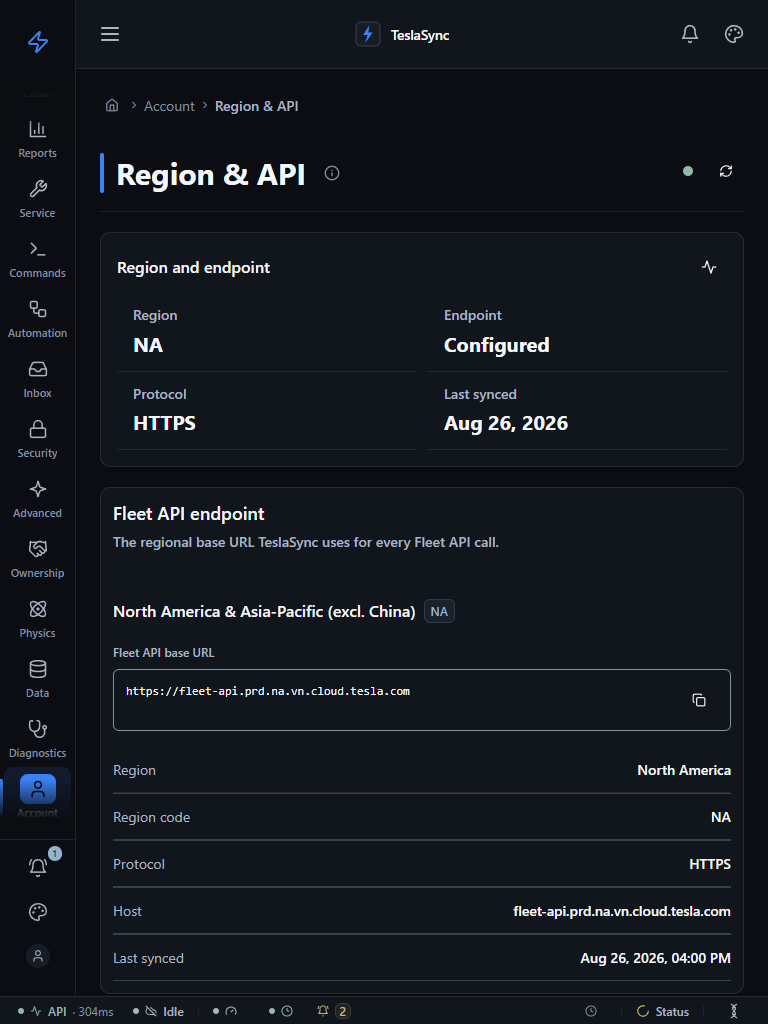 TeslaSync
Reports
Service
Commands
Automation
Inbox
Security
Advanced
Ownership
Physics
Data
Diagnostics
Account
1
Account > Region & API
Region & API
Region and endpoint
Region
NA
Endpoint
Configured
Protocol
HTTPS
Last synced
Aug 26, 2026
Fleet API endpoint
The regional base URL TeslaSync uses for every Fleet API call.
North America & Asia-Pacific (excl. China) NA
Fleet API base URL
https://fleet-api.prd.na.vn.cloud.tesla.com
Region North America
Region code NA
Protocol HTTPS
Host fleet-api.prd.na.vn.cloud.tesla.com
Last synced Aug 26, 2026, 04:00 PM
API · 304ms Idle 2 Status